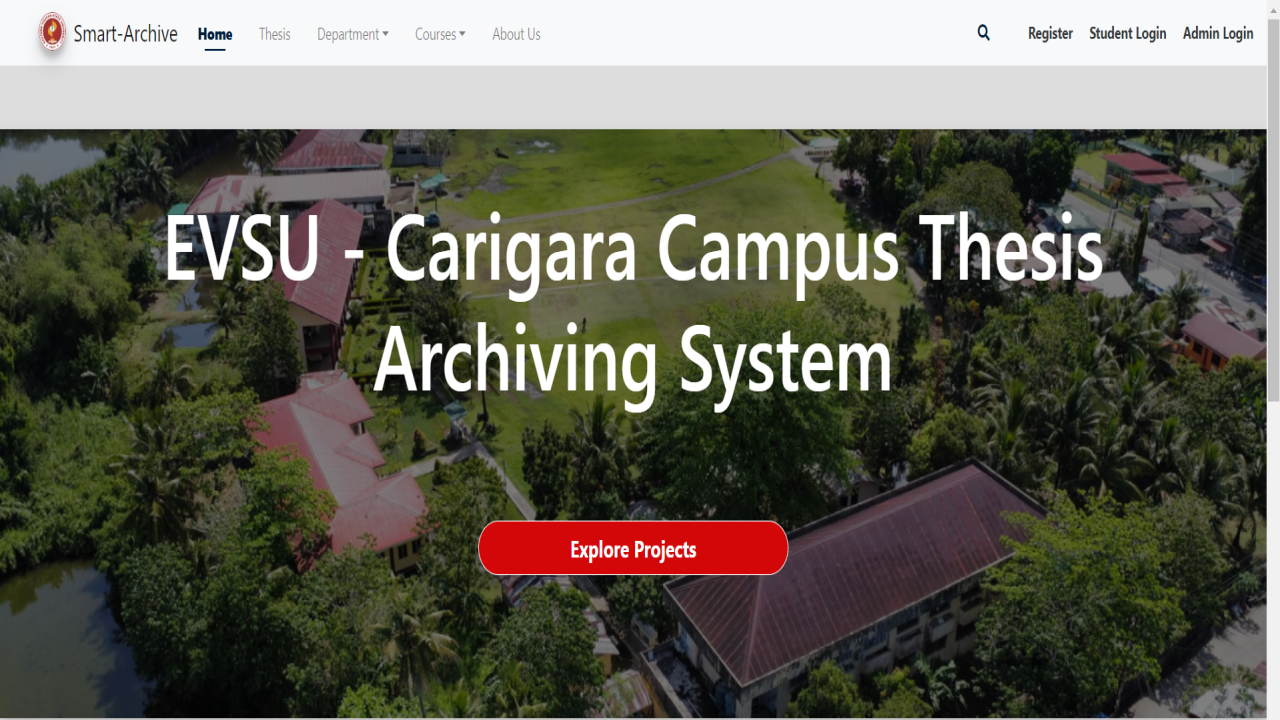 Smart-Archive Home Thesis Department Courses About Us Register Student Login Admin Login
EVSU - Carigara Campus Thesis
Archiving System
Explore Projects